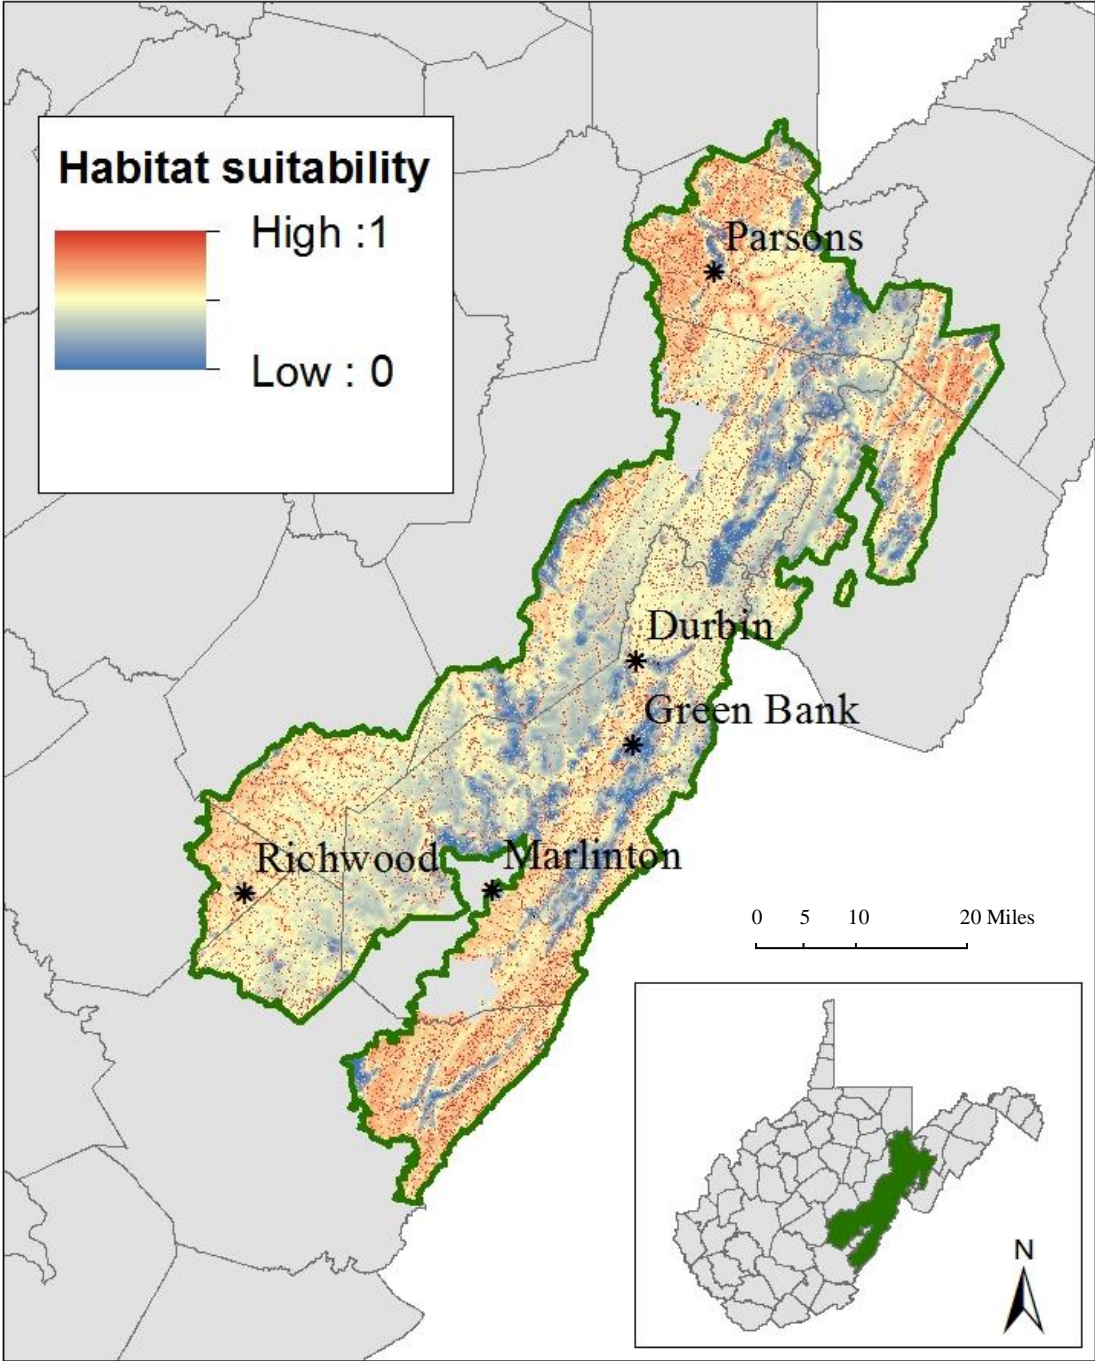 Habitat suitability
High :1
Low : 0
Parsons
Durbin
Green Bank
Richwood
Marlinton
0 5 10 20 Miles
N